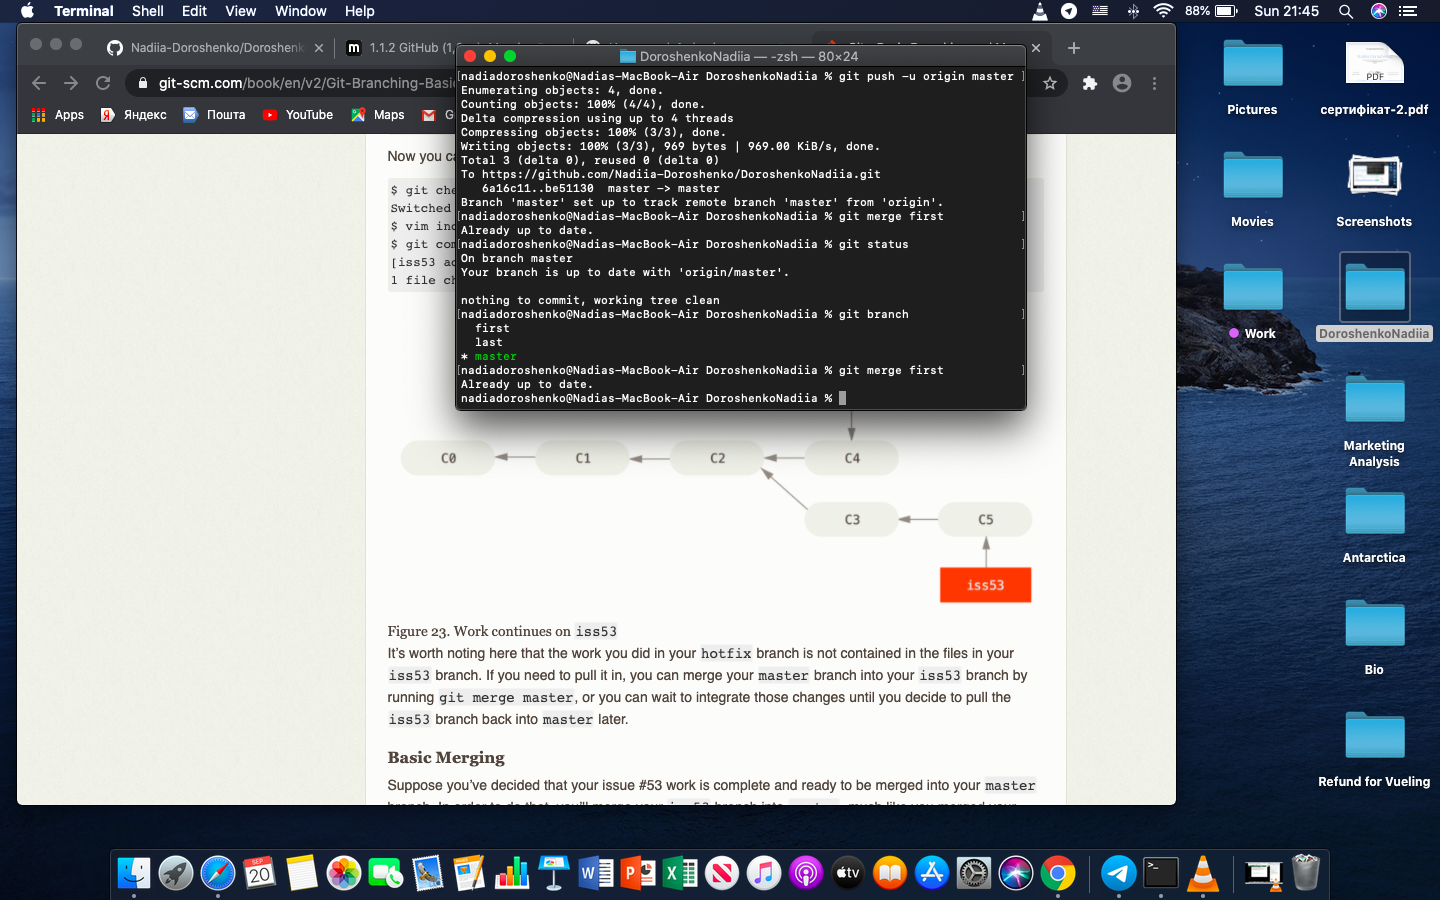 Terminal Shell Edit View Window Help 88% Sun 21:45
Nadiia-Doroshenko/Doroshenk
1.1.2 GitHub (1,
DoroshenkoNadiia — -zsh — 80×24
git-scm.com/book/en/v2/Git-Branching-Basi
Apps Яндекс Пошта YouTube Maps
[nadiadoroshenko@Nadias-MacBook-Air DoroshenkoNadiia % git push -u origin master ]
Enumerating objects: 4, done.
Counting objects: 100% (4/4), done.
Delta compression using up to 4 threads
Compressing objects: 100% (3/3), done.
Writing objects: 100% (3/3), 969 bytes | 969.00 KiB/s, done.
Total 3 (delta 0), reused 0 (delta 0)
To https://github.com/Nadiia-Doroshenko/DoroshenkoNadiia.git
6a16c11..be51130  master -> master
Branch 'master' set up to track remote branch 'master' from 'origin'.
[nadiadoroshenko@Nadias-MacBook-Air DoroshenkoNadiia % git merge first ]
Already up to date.
[nadiadoroshenko@Nadias-MacBook-Air DoroshenkoNadiia % git status ]
On branch master
Your branch is up to date with 'origin/master'.
nothing to commit, working tree clean
[nadiadoroshenko@Nadias-MacBook-Air DoroshenkoNadiia % git branch ]
first
last
* master
[nadiadoroshenko@Nadias-MacBook-Air DoroshenkoNadiia % git merge first ]
Already up to date.
nadiadoroshenko@Nadias-MacBook-Air DoroshenkoNadiia %
Now you ca
$ git che
Switched
$ vim ind
$ git com
[iss53 ad
1 file ch
C0 C1 C2 C4
C3 C5
iss53
Figure 23. Work continues on iss53
It's worth noting here that the work you did in your hotfix branch is not contained in the files in your
iss53 branch. If you need to pull it in, you can merge your master branch into your iss53 branch by
running git merge master, or you can wait to integrate those changes until you decide to pull the
iss53 branch back into master later.
Basic Merging
Suppose you've decided that your issue #53 work is complete and ready to be merged into your master
PDF
Pictures
сертифікат-2.pdf
Movies
Screenshots
Work
DoroshenkoNadiia
Marketing
Analysis
Antarctica
Bio
Refund for Vueling
SEP
20
tv